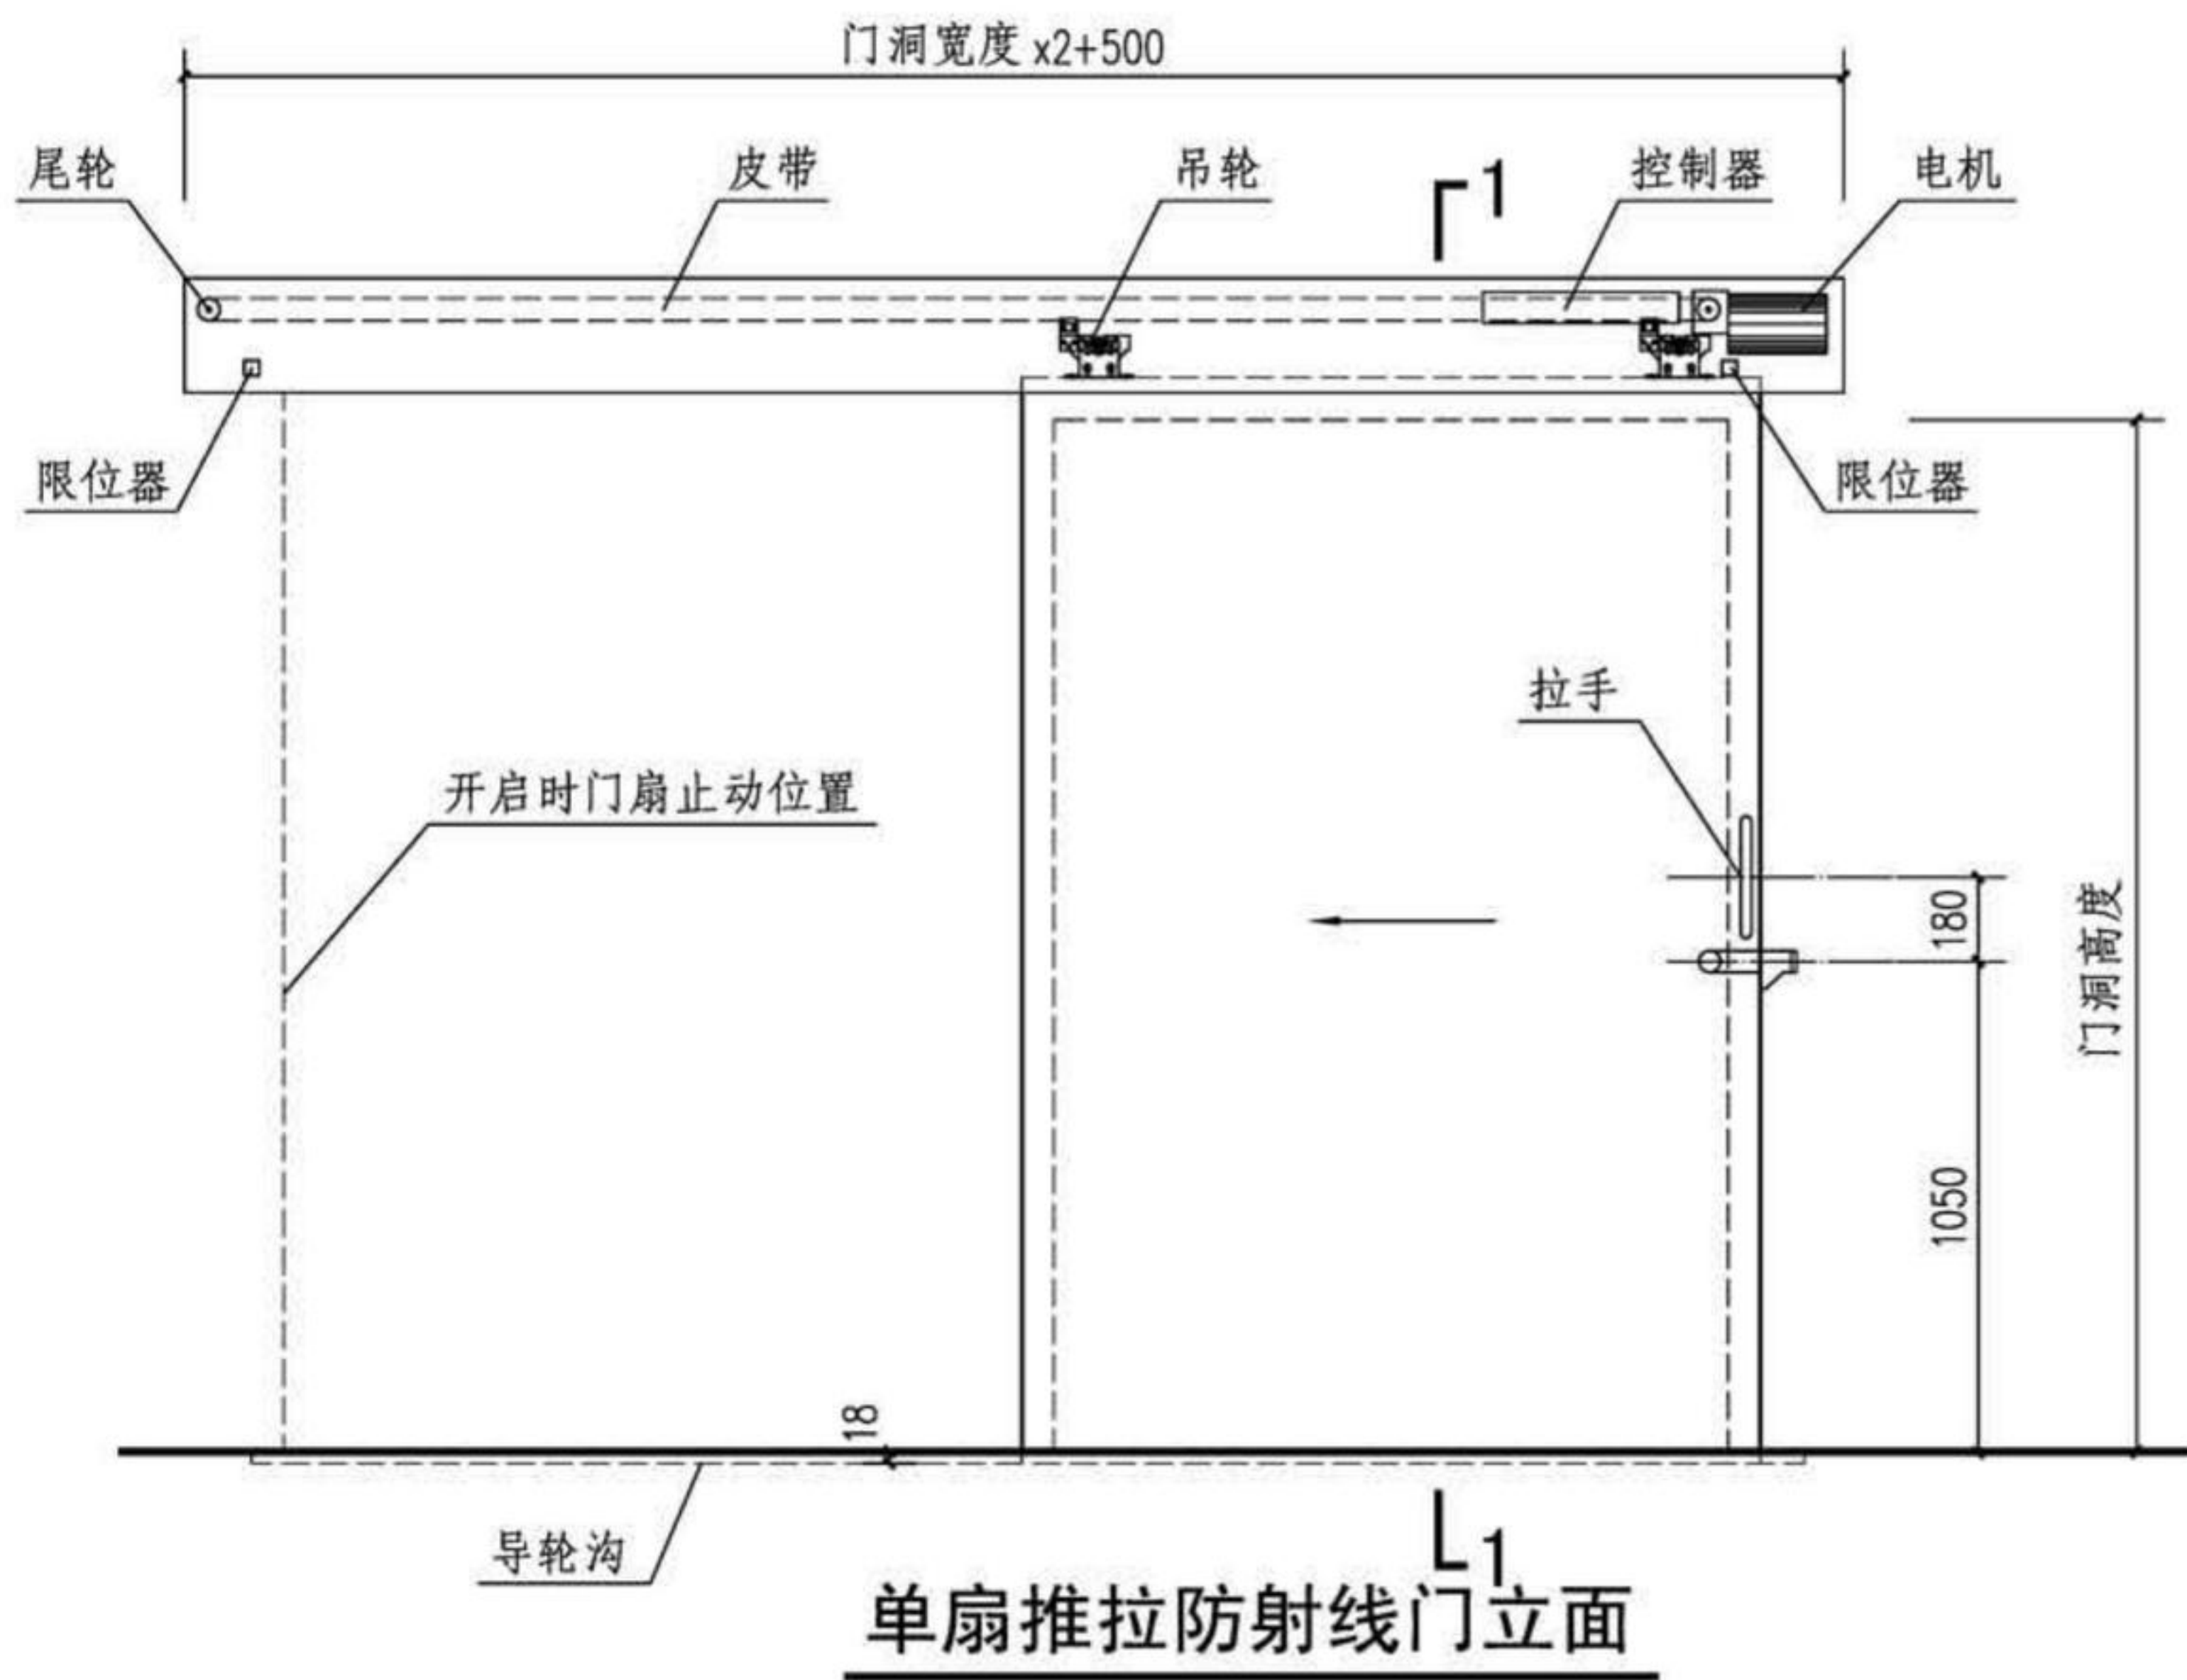 门洞宽度 x2+500
尾轮
皮带
吊轮
1
控制器
电机
限位器
限位器
拉手
开启时门扇止动位置
180
门洞高度
1050
18
导轮沟
1
单扇推拉防射线门立面